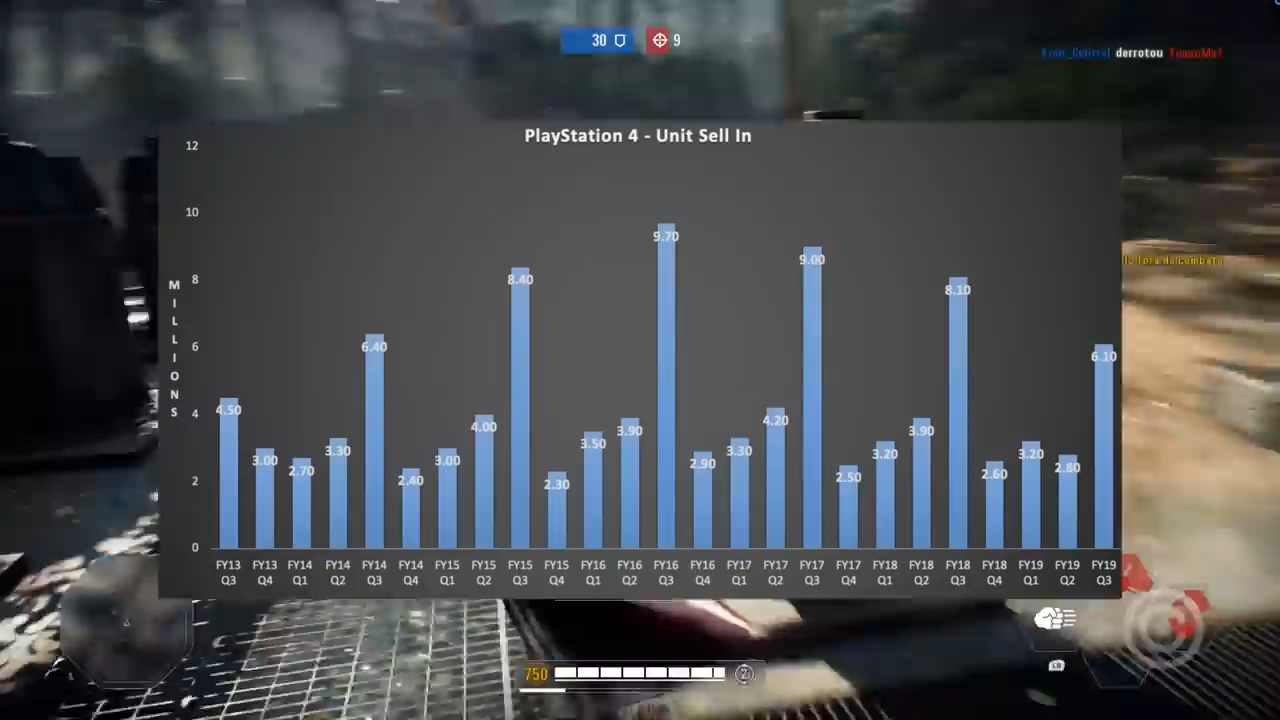 30 9
derrotou
PlayStation 4 - Unit Sell In
12
10
8
6
4
2
0
MILLIONS
4.50 3.00 2.70 3.30 6.40 2.40 3.00 4.00 8.40 2.30 3.50 3.90 9.70 2.90 3.30 4.20 9.00 2.50 3.20 3.90 8.10 2.60 3.20 2.80 6.10
FY13 FY13 FY14 FY14 FY14 FY14 FY15 FY15 FY15 FY15 FY16 FY16 FY16 FY16 FY17 FY17 FY17 FY17 FY18 FY18 FY18 FY18 FY19 FY19 FY19
Q3 Q4 Q1 Q2 Q3 Q4 Q1 Q2 Q3 Q4 Q1 Q2 Q3 Q4 Q1 Q2 Q3 Q4 Q1 Q2 Q3 Q4 Q1 Q2 Q3
750